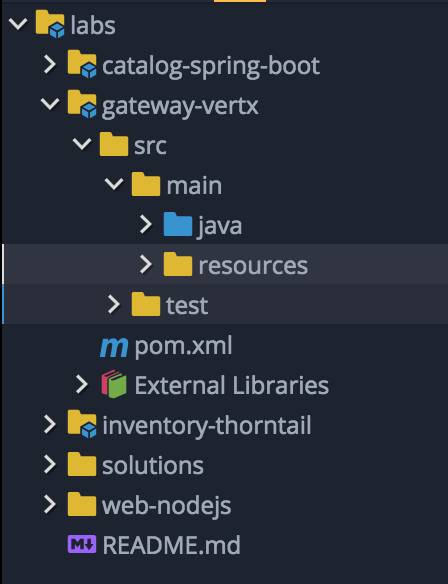 labs
catalog-spring-boot
gateway-vertx
src
main
java
resources
test
m pom.xml
External Libraries
inventory-thorntail
solutions
web-nodejs
M README.md